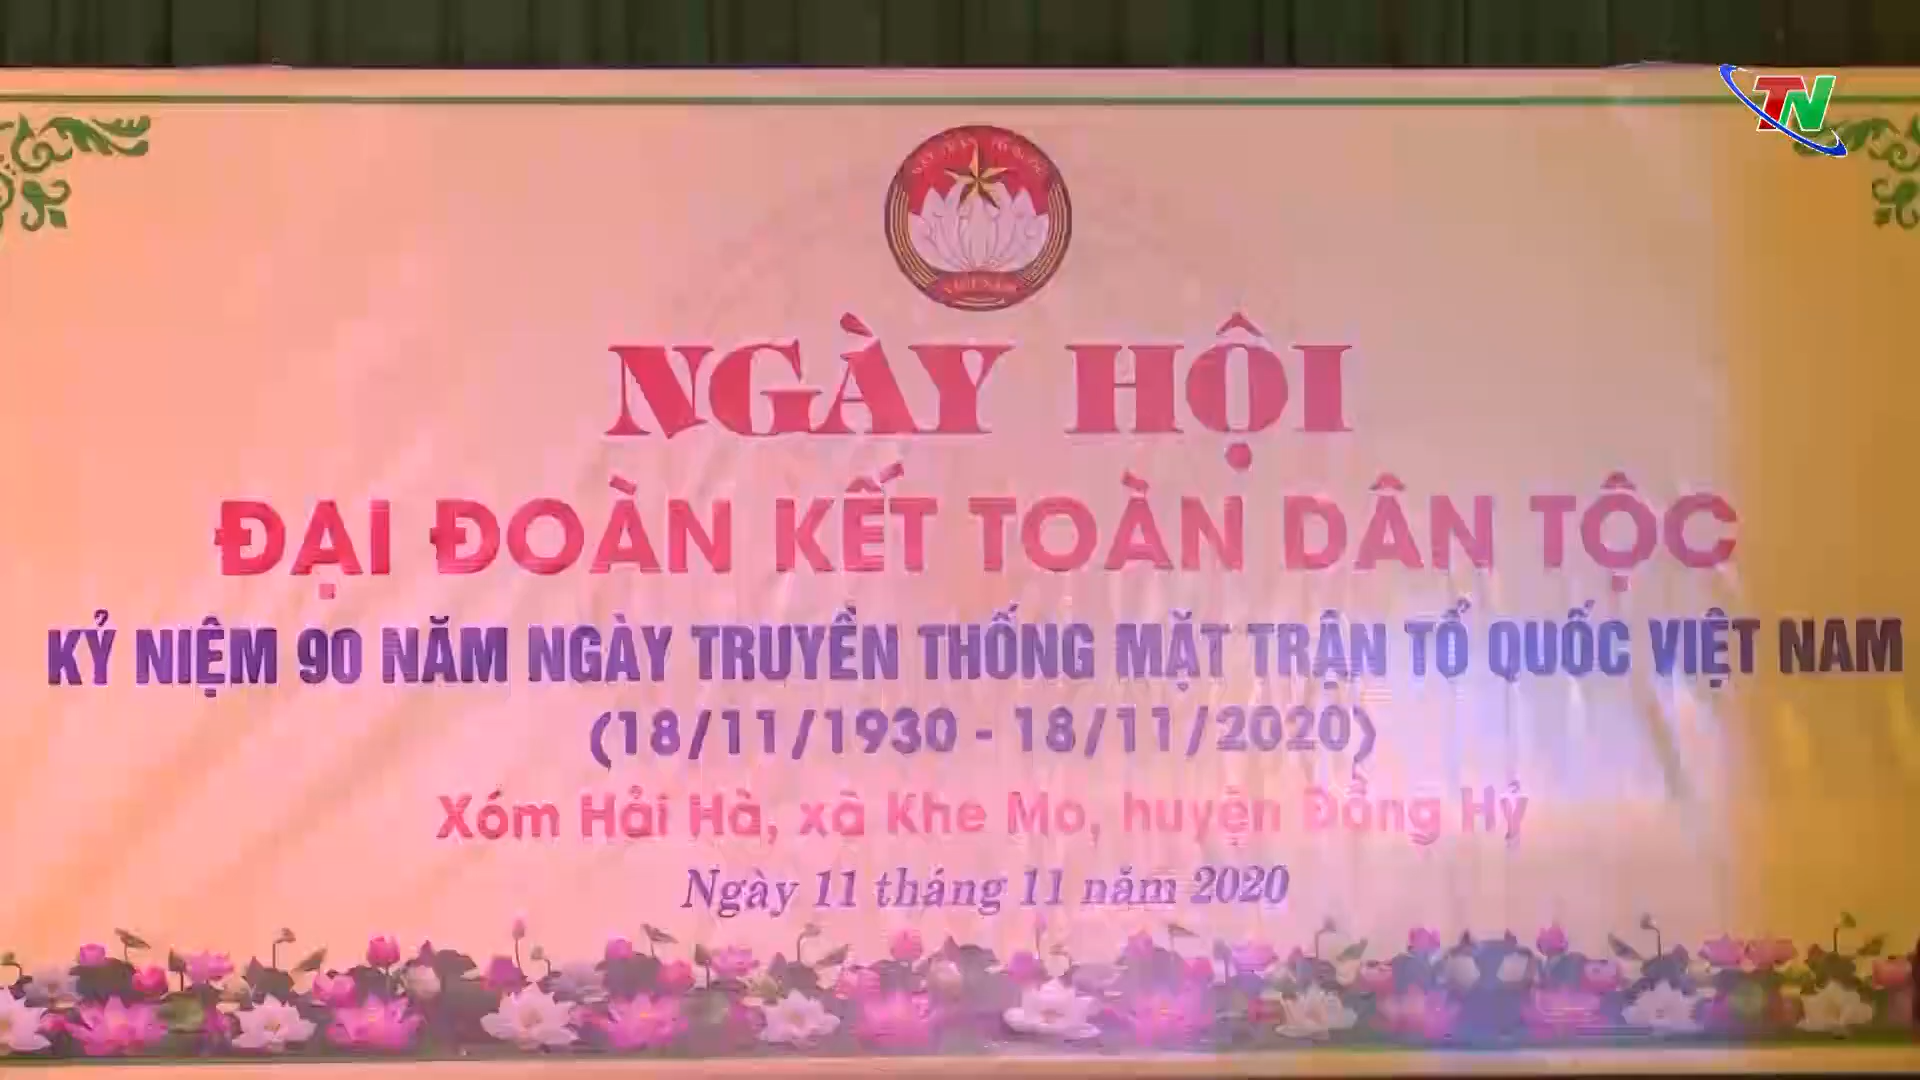 TN
NGÀY HỘI
ĐẠI ĐOÀN KẾT TOÀN DÂN TỘC
KỶ NIỆM 90 NĂM NGÀY TRUYỀN THỐNG MẶT TRẬN TỔ QUỐC VIỆT NAM
(18/11/1930 - 18/11/2020)
Xóm Hải Hà, xã Khe Mo, huyện Đồng Hỷ
Ngày 11 tháng 11 năm 2020